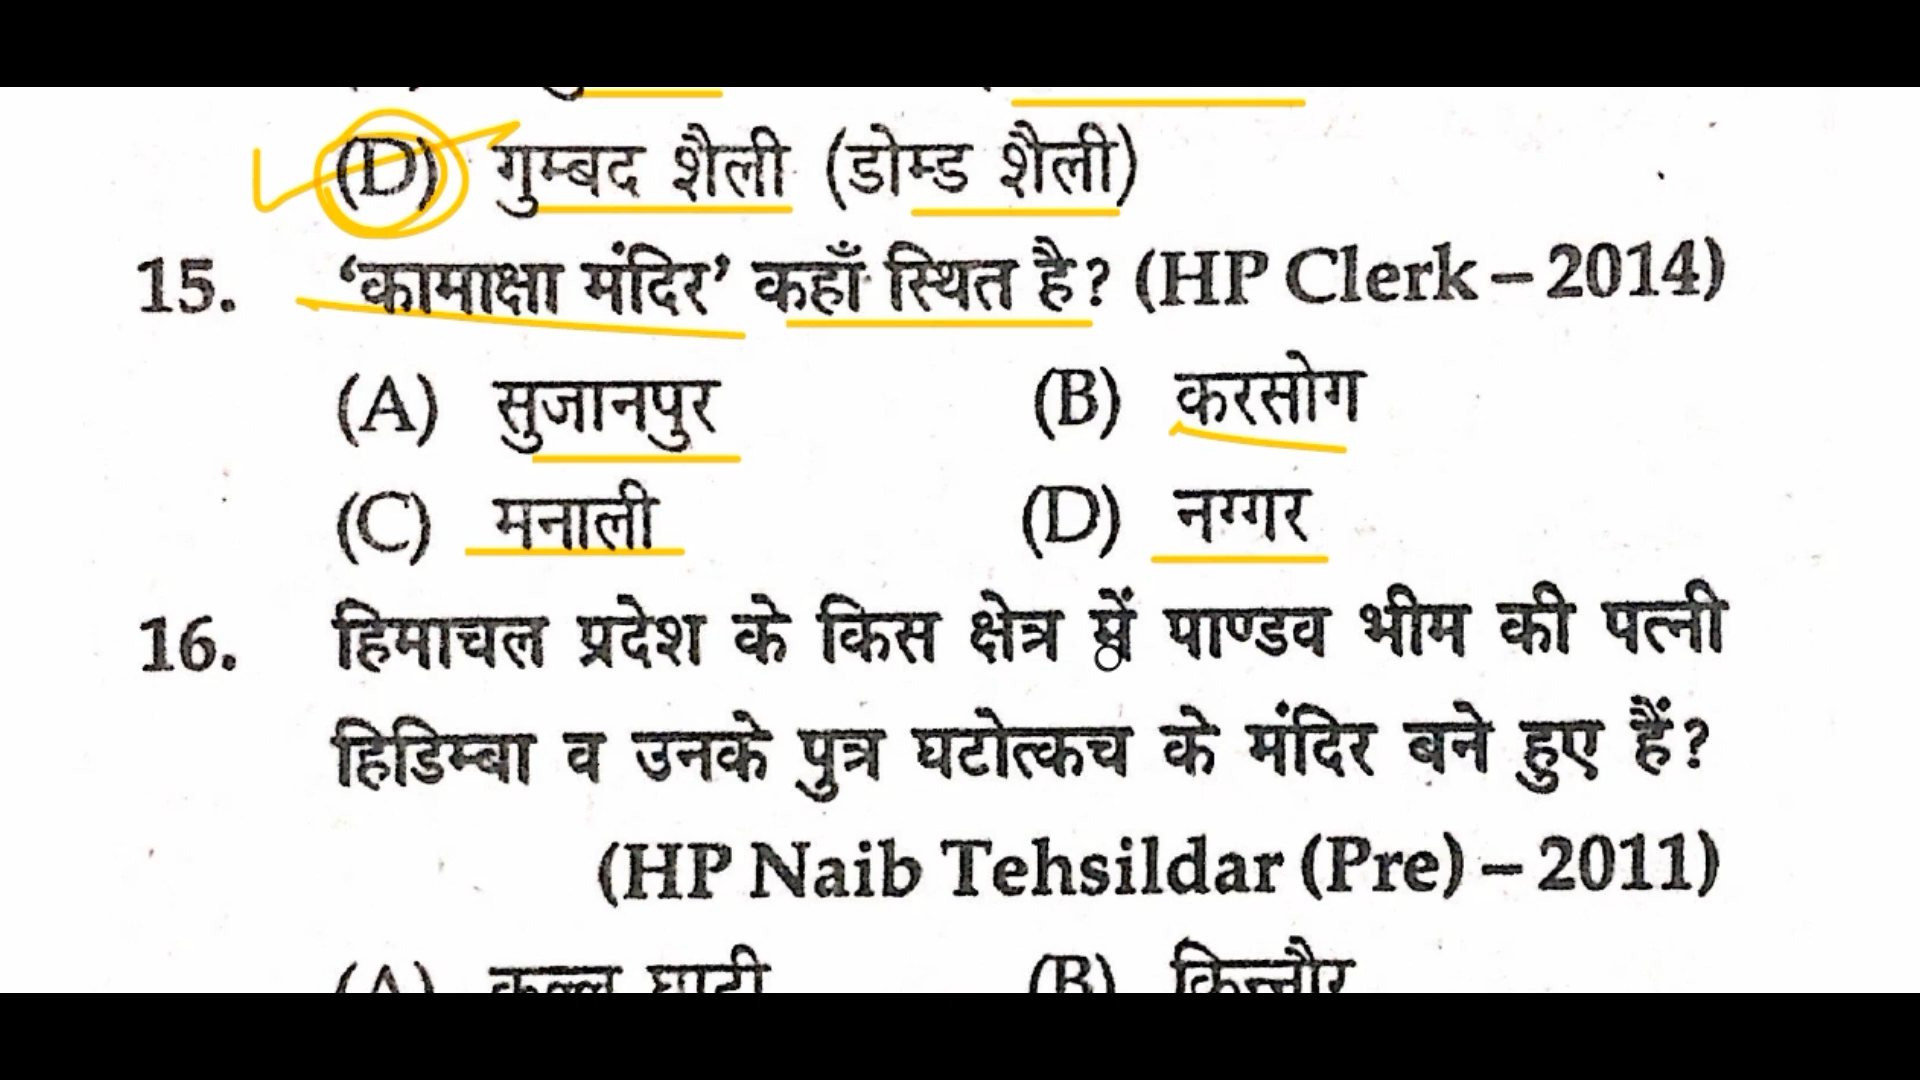 (D) गुम्बद शैली (डोम्ड शैली)
15. ‘कामाक्षा मंदिर’ कहाँ स्थित है? (HP Clerk – 2014)
(A) सुजानपुर (B) करसोग
(C) मनाली (D) नग्गर
16. हिमाचल प्रदेश के किस क्षेत्र में पाण्डव भीम की पत्नी
हिडिम्बा व उनके पुत्र घटोत्कच के मंदिर बने हुए हैं?
(HP Naib Tehsildar (Pre) – 2011)
(A) कुल्लू घाटी (B) किन्नौर